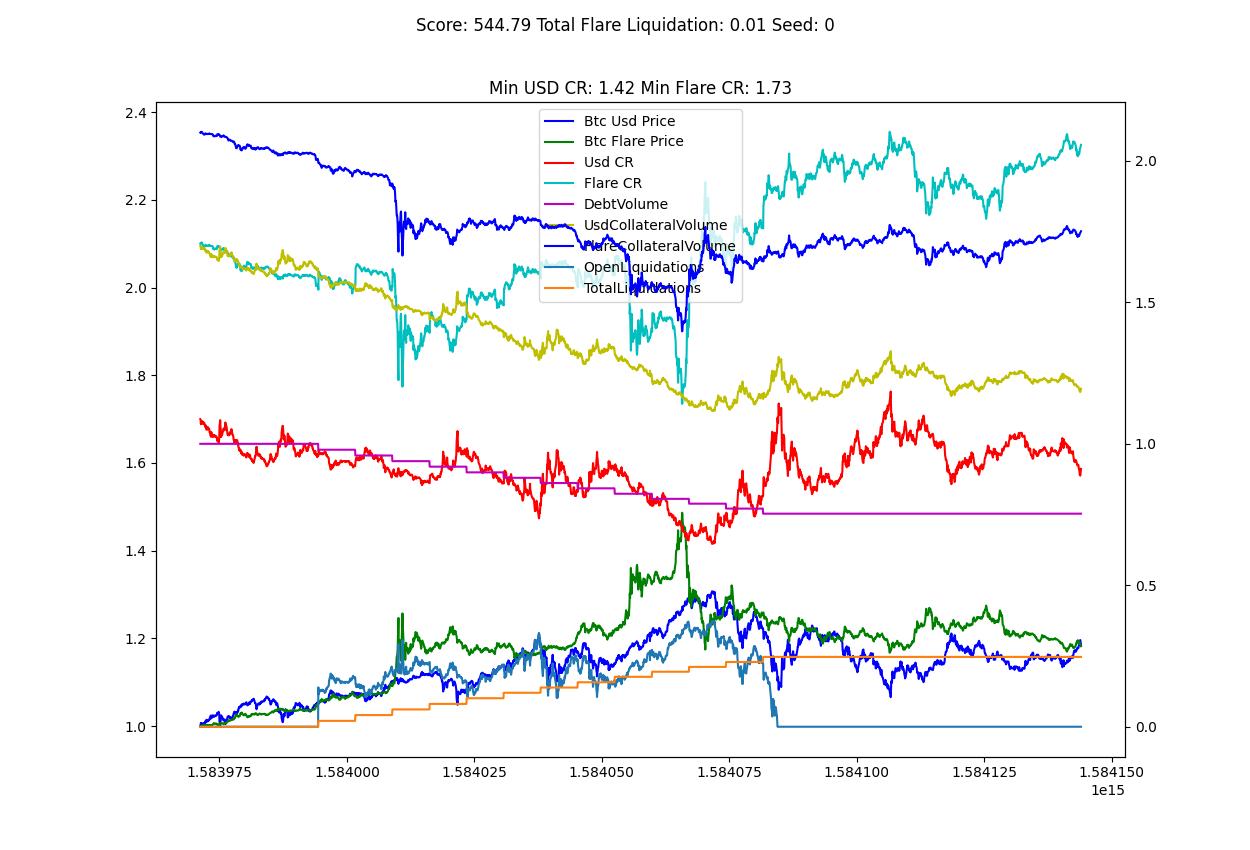 Score: 544.79 Total Flare Liquidation: 0.01 Seed: 0
Min USD CR: 1.42 Min Flare CR: 1.73
Btc Usd Price
Btc Flare Price
Usd CR
Flare CR
DebtVolume
UsdCollateralVolume
FlareCollateralVolume
OpenLiquidations
TotalLiquidations
2.4
2.2
2.0
1.8
1.6
1.4
1.2
1.0
2.0
1.5
1.0
0.5
0.0
1.583975 1.584000 1.584025 1.584050 1.584075 1.584100 1.584125 1.584150
1e15